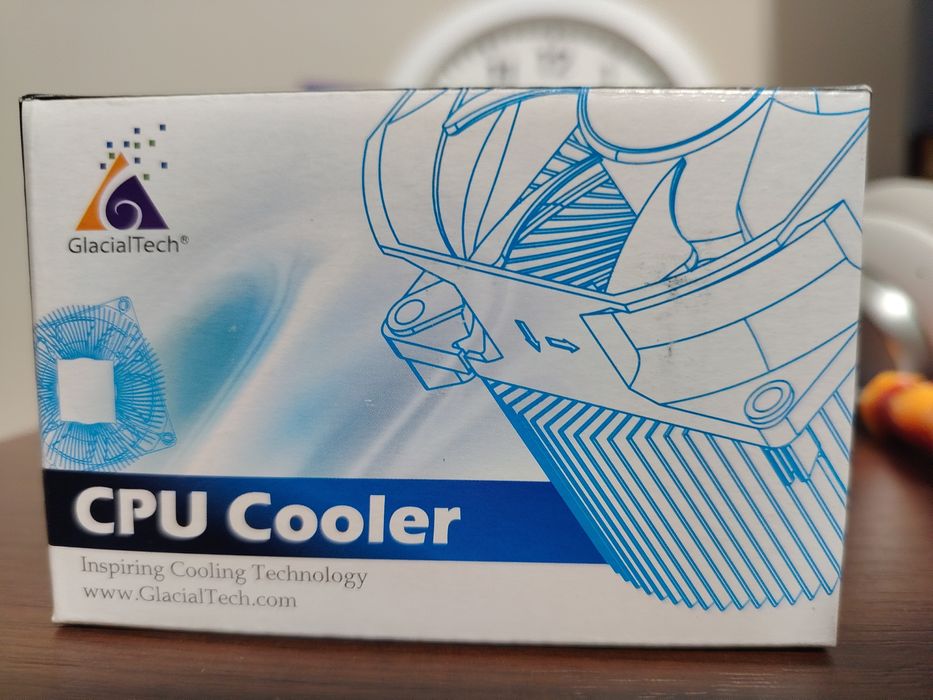 GlacialTech®
CPU Cooler
Inspiring Cooling Technology
www.GlacialTech.com